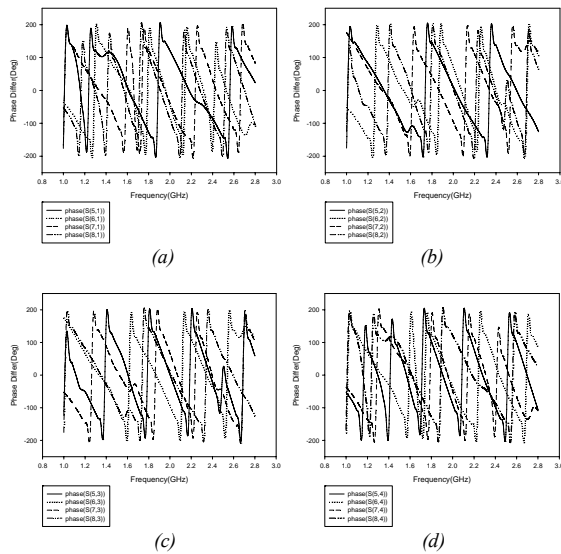 200
100
0
-100
-200
Phase Differ(Deg)
0.8 1.0 1.2 1.4 1.6 1.8 2.0 2.2 2.4 2.6 2.8 3.0
Frequency(GHz)
phase(S(5,1))
phase(S(6,1))
phase(S(7,1))
phase(S(8,1))
(a)
200
100
0
-100
-200
Phase Differ(Deg)
0.8 1.0 1.2 1.4 1.6 1.8 2.0 2.2 2.4 2.6 2.8 3.0
Frequency(GHz)
phase(S(5,2))
phase(S(6,2))
phase(S(7,2))
phase(S(8,2))
(b)
200
100
0
-100
-200
Phase Differ(Deg)
0.8 1.0 1.2 1.4 1.6 1.8 2.0 2.2 2.4 2.6 2.8 3.0
Frequency(GHz)
phase(S(5,3))
phase(S(6,3))
phase(S(7,3))
phase(S(8,3))
(c)
200
100
0
-100
-200
Phase Differ(Deg)
0.8 1.0 1.2 1.4 1.6 1.8 2.0 2.2 2.4 2.6 2.8 3.0
Frequency(GHz)
phase(S(5,4))
phase(S(6,4))
phase(S(7,4))
phase(S(8,4))
(d)